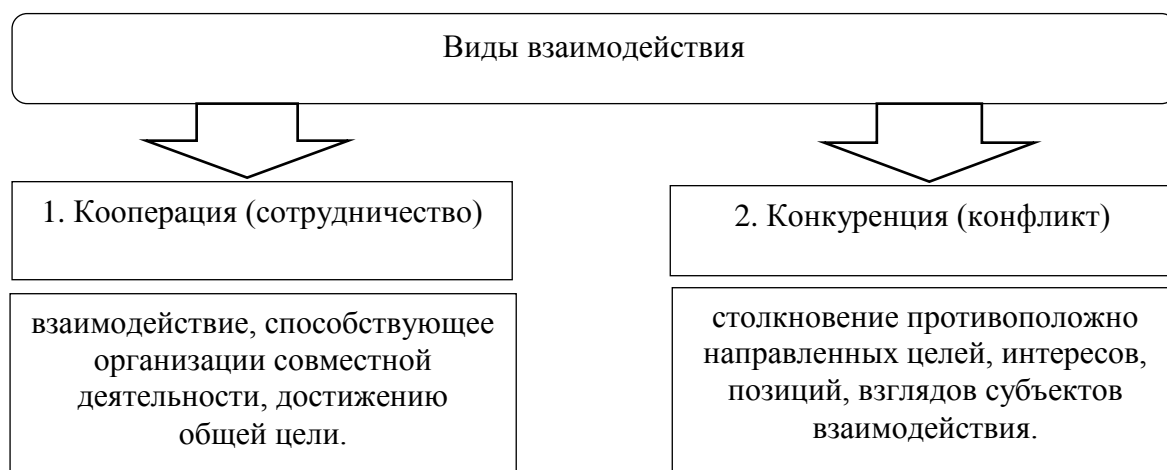 Виды взаимодействия
1. Кооперация (сотрудничество)
2. Конкуренция (конфликт)
взаимодействие, способствующее
организации совместной
деятельности, достижению
общей цели.
столкновение противоположно
направленных целей, интересов,
позиций, взглядов субъектов
взаимодействия.